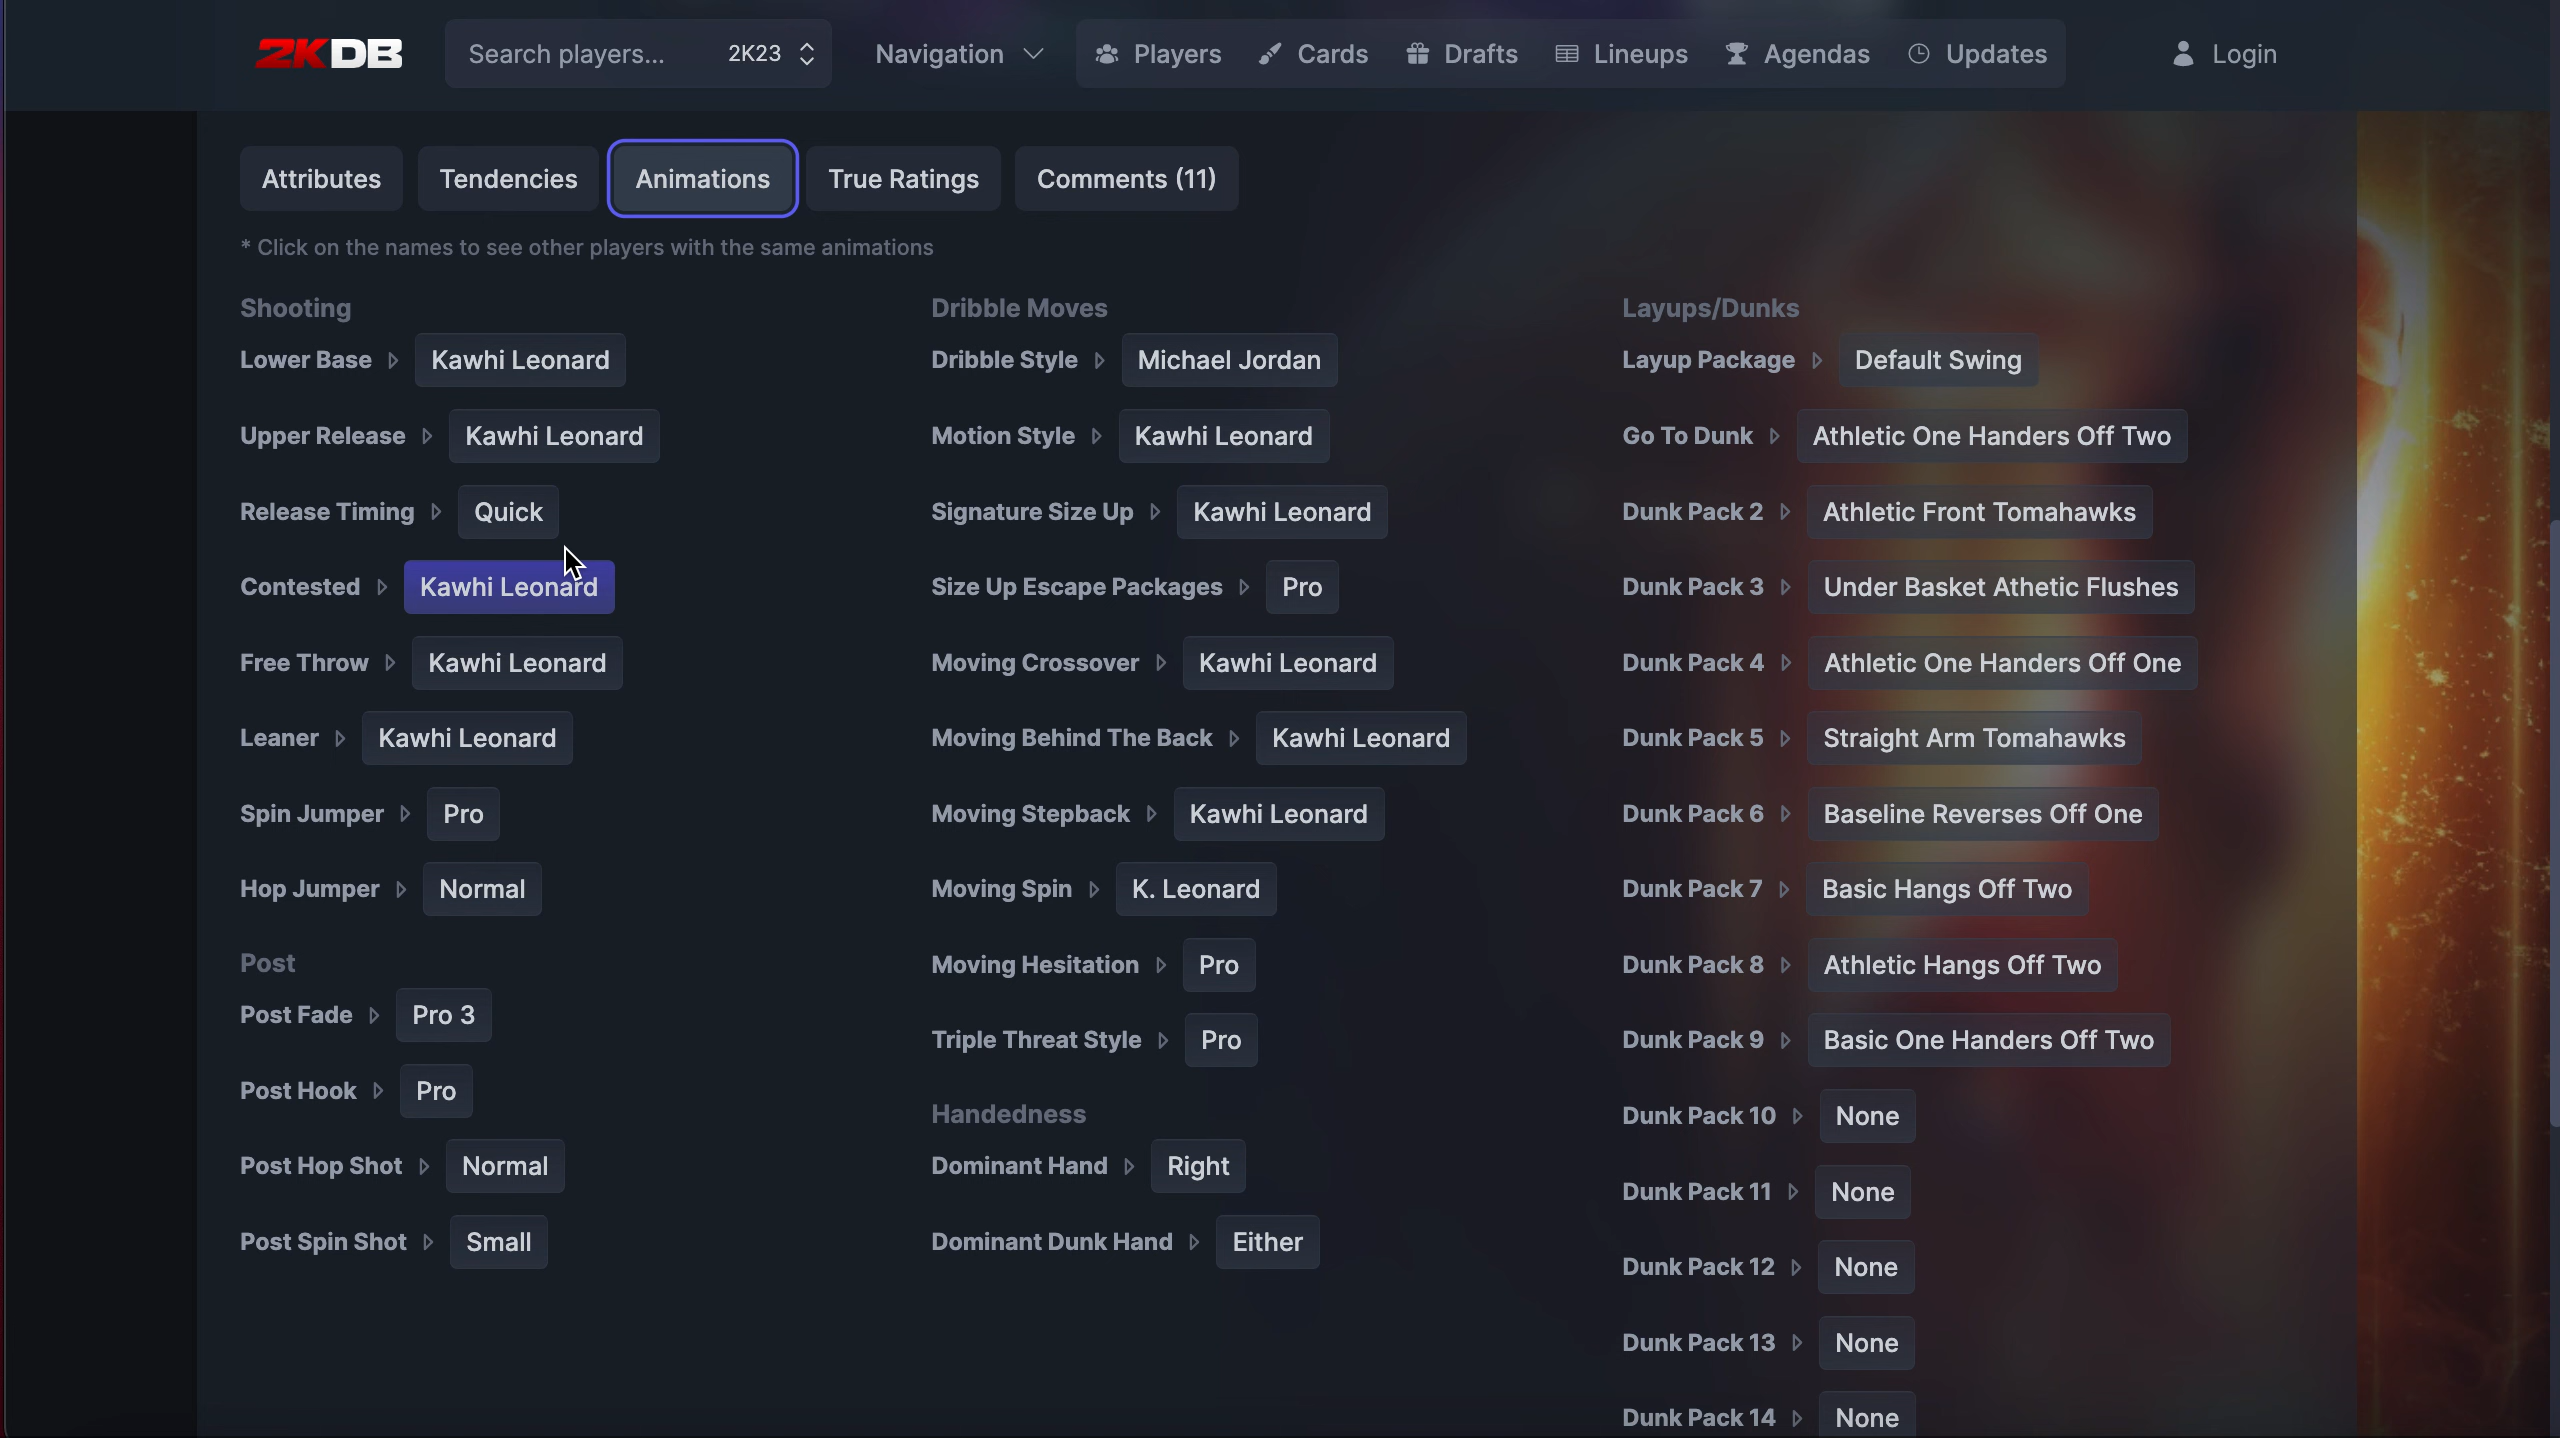 2KDB Search players... 2K23 Navigation Players Cards Drafts Lineups Agendas Updates Login
Attributes Tendencies Animations True Ratings Comments (11)
* Click on the names to see other players with the same animations
Shooting
Lower Base Kawhi Leonard
Upper Release Kawhi Leonard
Release Timing Quick
Contested Kawhi Leonard
Free Throw Kawhi Leonard
Leaner Kawhi Leonard
Spin Jumper Pro
Hop Jumper Normal
Post
Post Fade Pro 3
Post Hook Pro
Post Hop Shot Normal
Post Spin Shot Small
Dribble Moves
Dribble Style Michael Jordan
Motion Style Kawhi Leonard
Signature Size Up Kawhi Leonard
Size Up Escape Packages Pro
Moving Crossover Kawhi Leonard
Moving Behind The Back Kawhi Leonard
Moving Stepback Kawhi Leonard
Moving Spin K. Leonard
Moving Hesitation Pro
Triple Threat Style Pro
Handedness
Dominant Hand Right
Dominant Dunk Hand Either
Layups/Dunks
Layup Package Default Swing
Go To Dunk Athletic One Handers Off Two
Dunk Pack 2 Athletic Front Tomahawks
Dunk Pack 3 Under Basket Athetic Flushes
Dunk Pack 4 Athletic One Handers Off One
Dunk Pack 5 Straight Arm Tomahawks
Dunk Pack 6 Baseline Reverses Off One
Dunk Pack 7 Basic Hangs Off Two
Dunk Pack 8 Athletic Hangs Off Two
Dunk Pack 9 Basic One Handers Off Two
Dunk Pack 10 None
Dunk Pack 11 None
Dunk Pack 12 None
Dunk Pack 13 None
Dunk Pack 14 None